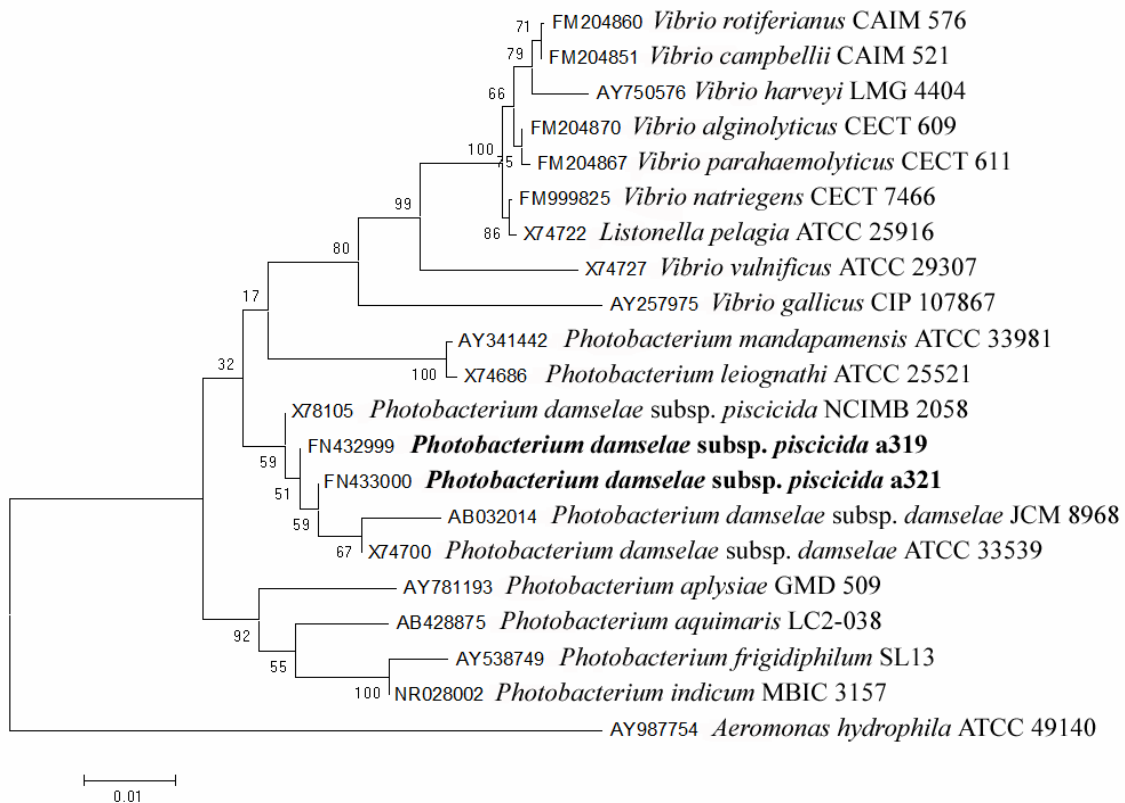 71
FM204860 Vibrio rotiferianus CAIM 576
79
FM204851 Vibrio campbellii CAIM 521
66
AY750576 Vibrio harveyi LMG 4404
FM204870 Vibrio alginolyticus CECT 609
100
75
FM204867 Vibrio parahaemolyticus CECT 611
99
FM999825 Vibrio natriegens CECT 7466
86
X74722 Listonella pelagia ATCC 25916
80
X74727 Vibrio vulnificus ATCC 29307
17
AY257975 Vibrio gallicus CIP 107867
AY341442 Photobacterium mandapamensis ATCC 33981
32
100
X74686 Photobacterium leiognathi ATCC 25521
X78105 Photobacterium damselae subsp. piscicida NCIMB 2058
59
FN432999 Photobacterium damselae subsp. piscicida a319
51
FN433000 Photobacterium damselae subsp. piscicida a321
59
AB032014 Photobacterium damselae subsp. damselae JCM 8968
67
X74700 Photobacterium damselae subsp. damselae ATCC 33539
AY781193 Photobacterium aplysiae GMD 509
92
AB428875 Photobacterium aquimaris LC2-038
55
AY538749 Photobacterium frigidiphilum SL13
100
NR028002 Photobacterium indicum MBIC 3157
AY987754 Aeromonas hydrophila ATCC 49140
0.01